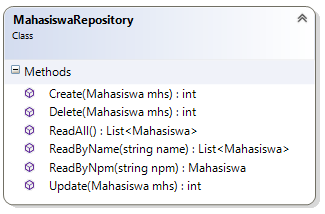 MahasiswaRepository
Class
Methods
Create(Mahasiswa mhs) : int
Delete(Mahasiswa mhs) : int
ReadAll() : List<Mahasiswa>
ReadByName(string name) : List<Mahasiswa>
ReadByNpm(string npm) : Mahasiswa
Update(Mahasiswa mhs) : int